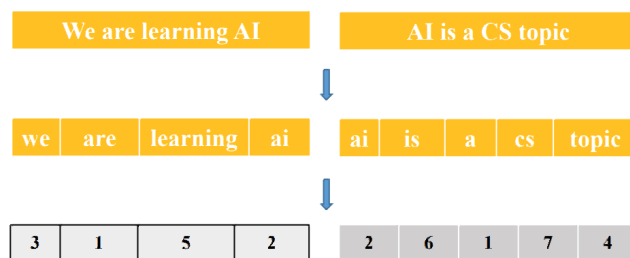 We are learning AI
AI is a CS topic
we are learning ai
ai is a cs topic
3 1 5 2
2 6 1 7 4